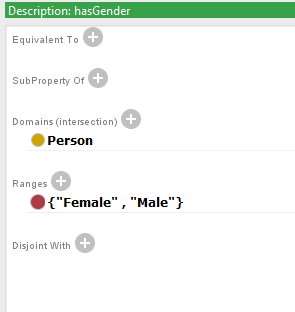 Description: hasGender
Equivalent To
SubProperty Of
Domains (intersection)
Person
Ranges
{"Female" , "Male"}
Disjoint With